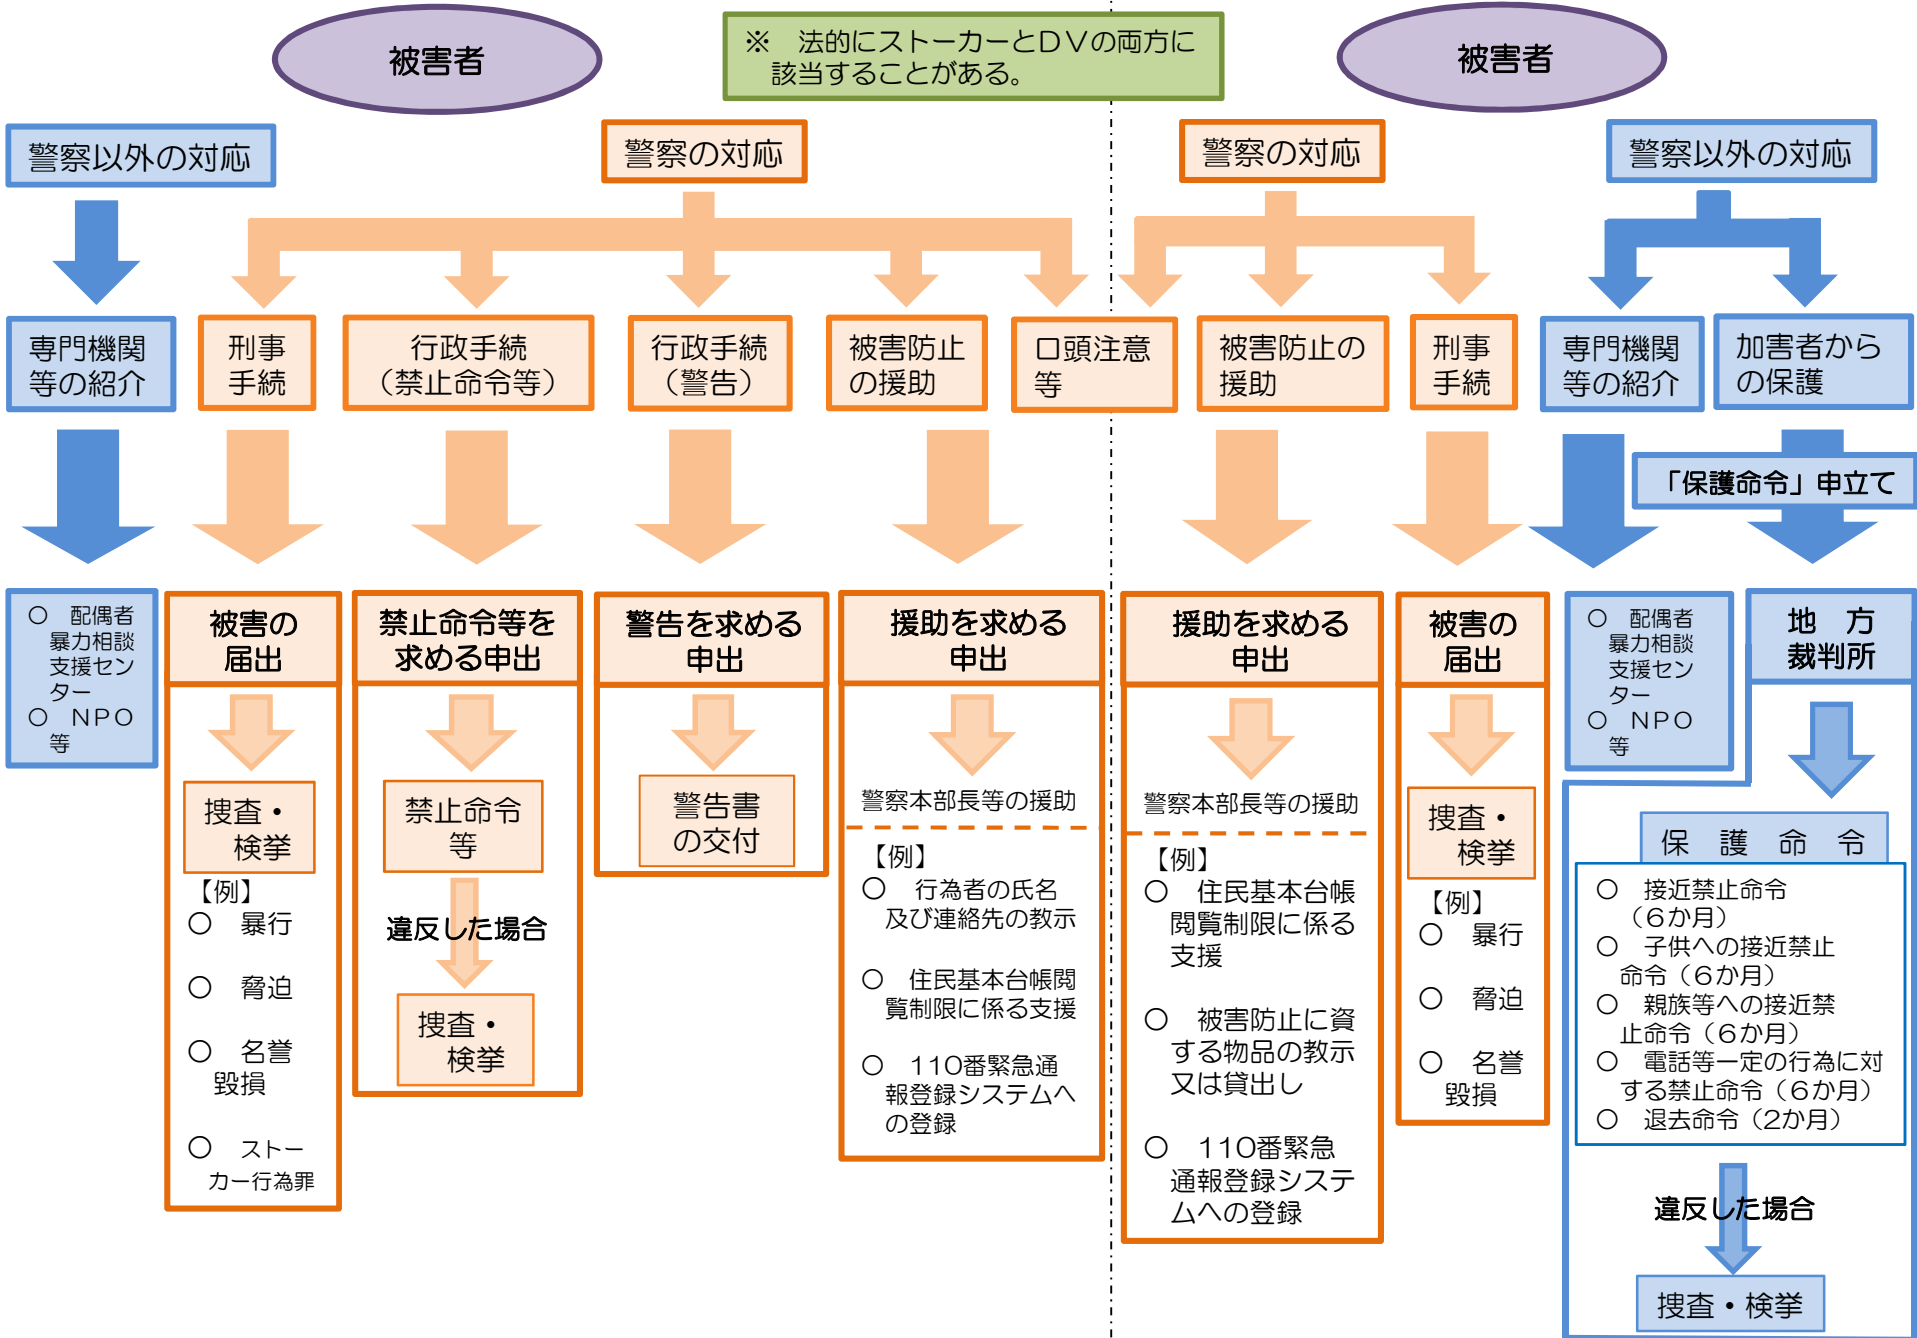 被害者
※　法的にストーカーとDVの両方に
該当することがある。
被害者
警察以外の対応
警察の対応
警察の対応
警察以外の対応
専門機関
等の紹介
刑事
手続
行政手続
（禁止命令等）
行政手続
（警告）
被害防止
の援助
口頭注意
等
被害防止の
援助
刑事
手続
専門機関
等の紹介
加害者から
の保護
「保護命令」申立て
○　配偶者
暴力相談
支援セン
ター
○　NPO
等
被害の
届出
捜査・
検挙
【例】
○　暴行
○　脅迫
○　名誉
毀損
○　ストー
カー行為罪
禁止命令等を
求める申出
禁止命令
等
違反した場合
捜査・
検挙
警告を求める
申出
警告書
の交付
援助を求める
申出
警察本部長等の援助
【例】
○　行為者の氏名
及び連絡先の教示
○　住民基本台帳閲
覧制限に係る支援
○　110番緊急通
報登録システムへ
の登録
援助を求める
申出
警察本部長等の援助
【例】
○　住民基本台帳
閲覧制限に係る
支援
○　被害防止に資
する物品の教示
又は貸出し
○　110番緊急
通報登録システ
ムへの登録
被害の
届出
捜査・
検挙
【例】
○　暴行
○　脅迫
○　名誉
毀損
○　配偶者
暴力相談
支援セン
ター
○　NPO
等
地　方
裁判所
保　護　命　令
○　接近禁止命令
（6か月）
○　子供への接近禁止
命令（6か月）
○　親族等への接近禁
止命令（6か月）
○　電話等一定の行為に対
する禁止命令（6か月）
○　退去命令（2か月）
違反した場合
捜査・検挙